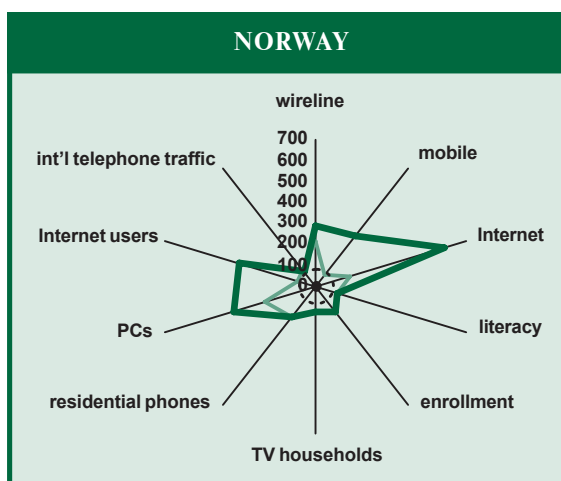 NORWAY
wireline
700
600
500
400
300
200
100
0
mobile
int'l telephone traffic
Internet users
Internet
PCs
literacy
residential phones
enrollment
TV households